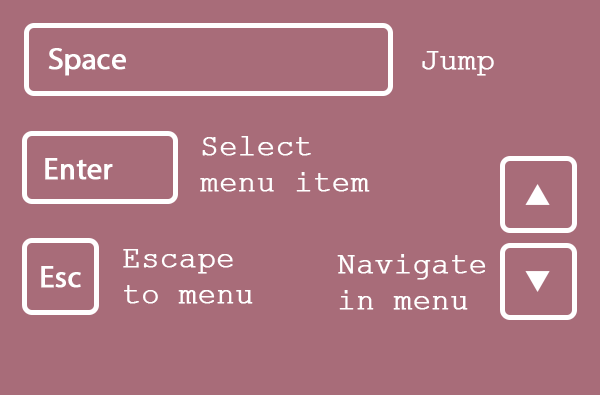 Space
Jump
Enter
Select
menu item
Esc
Escape
to menu
Navigate
in menu